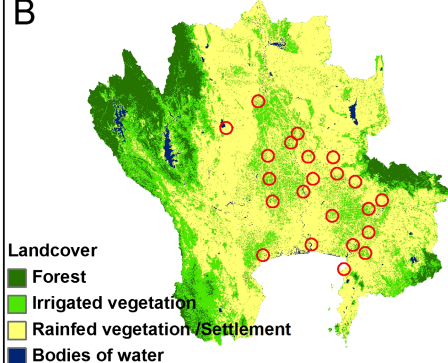 B
Landcover
Forest
Irrigated vegetation
Rainfed vegetation /Settlement
Bodies of water